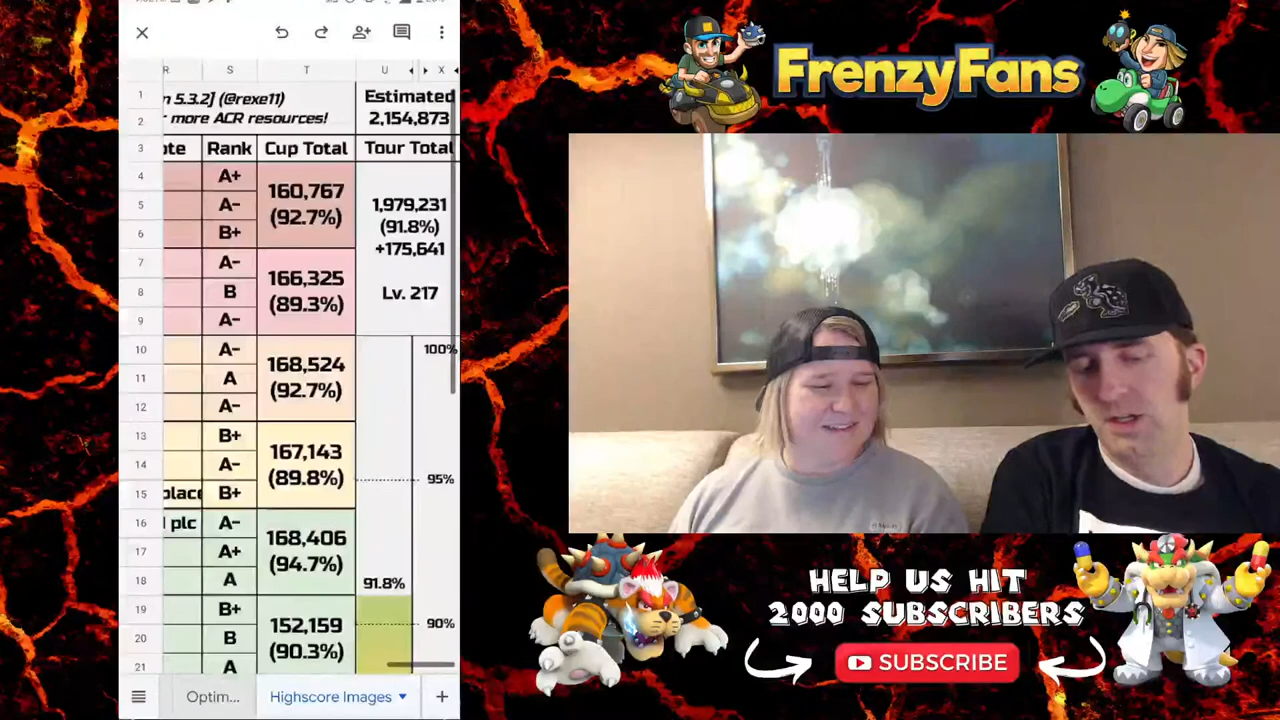 R S T U X
1 n 5.3.2] (@rexe11) Estimated
2 r more ACR resources! 2,154,873
3 ote Rank Cup Total Tour Total
4 A+ 160,767
5 A- (92.7%) 1,979,231
(91.8%)
6 B+ +175,641
7 A- 166,325
8 B (89.3%) Lv. 217
9 A-
10 A- 168,524 100%
11 A (92.7%)
12 A-
13 B+ 167,143
14 A- (89.8%) 95%
15 place B+
16 l plc A- 168,406
17 A+ (94.7%)
18 A 91.8%
19 B+ 152,159 90%
20 B (90.3%)
21 A
Optim... Highscore Images
FrenzyFans
HELP US HIT
2000 SUBSCRIBERS
SUBSCRIBE